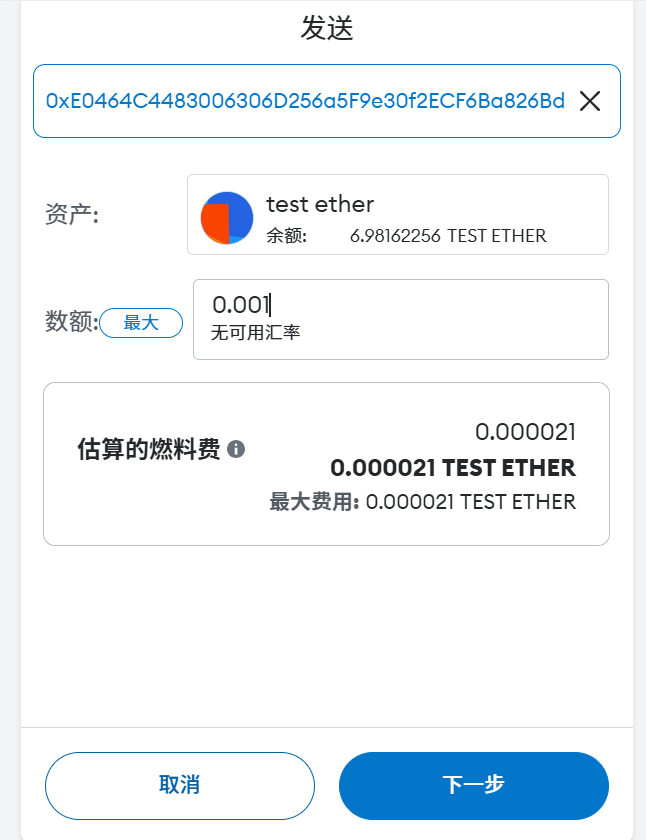 发送
0xE0464C4483006306D256a5F9e30f2ECF6Ba826Bd
资产:
test ether
余额: 6.98162256 TEST ETHER
数额: 最大
0.001
无可用汇率
估算的燃料费
0.000021
0.000021 TEST ETHER
最大费用: 0.000021 TEST ETHER
取消 下一步